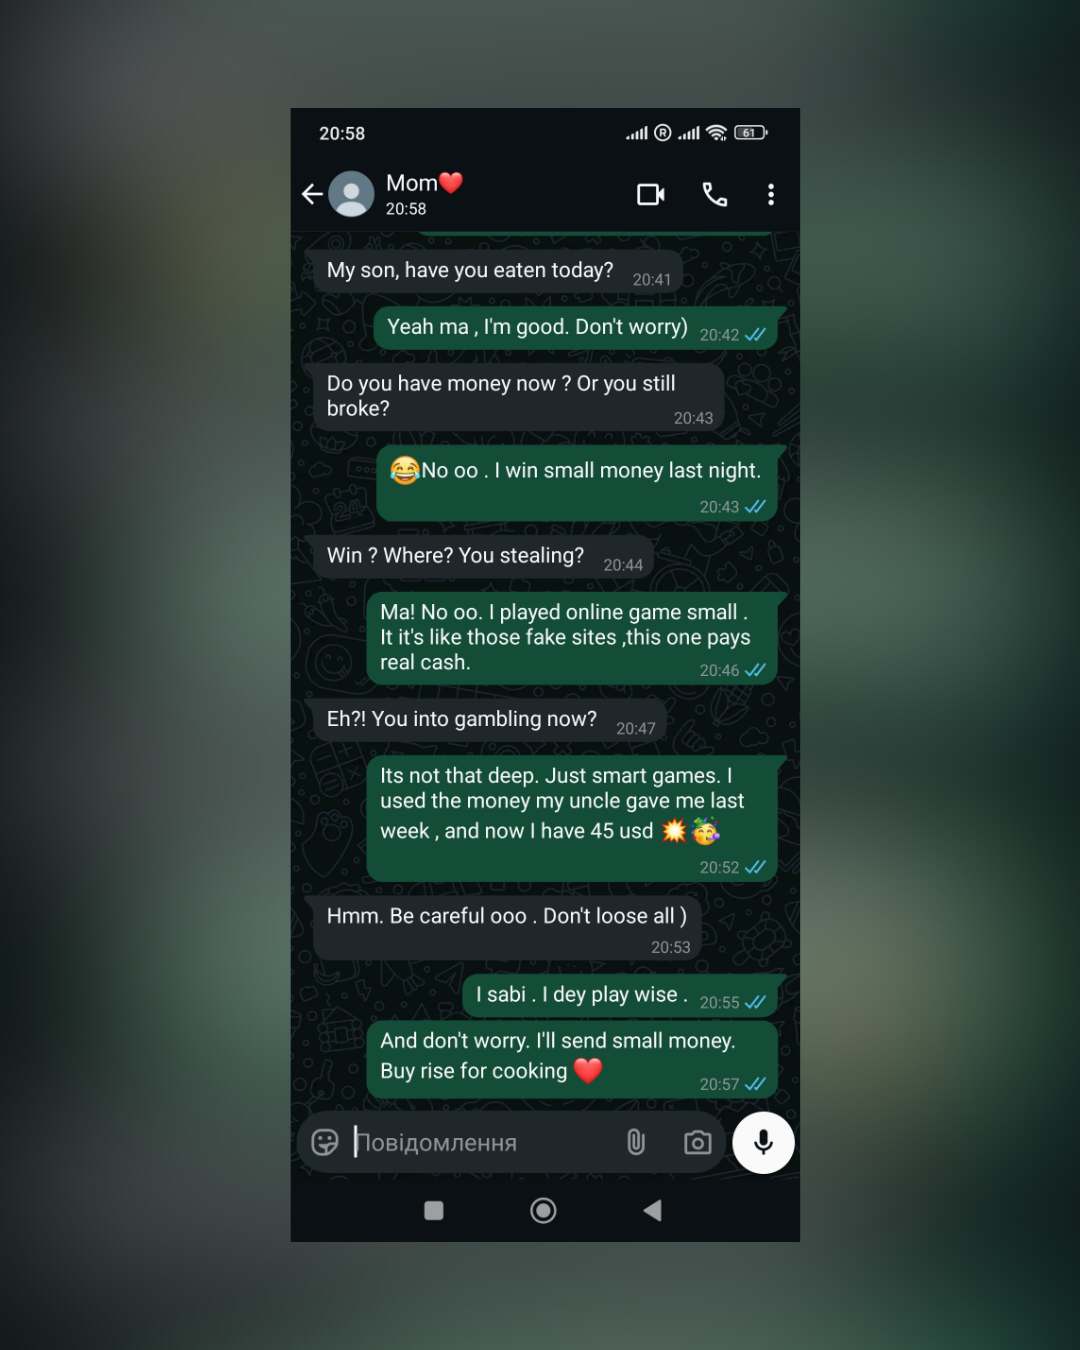 20:58
R
61
Mom❤️
20:58
My son, have you eaten today? 20:41
Yeah ma , I'm good. Don't worry) 20:42
Do you have money now ? Or you still
broke? 20:43
😂No oo . I win small money last night.
20:43
Win ? Where? You stealing? 20:44
Ma! No oo. I played online game small .
It it's like those fake sites ,this one pays
real cash. 20:46
Eh?! You into gambling now? 20:47
Its not that deep. Just smart games. I
used the money my uncle gave me last
week , and now I have 45 usd 💥🥳
20:52
Hmm. Be careful ooo . Don't loose all )
20:53
I sabi . I dey play wise . 20:55
And don't worry. I'll send small money.
Buy rise for cooking ❤️ 20:57
Повідомлення